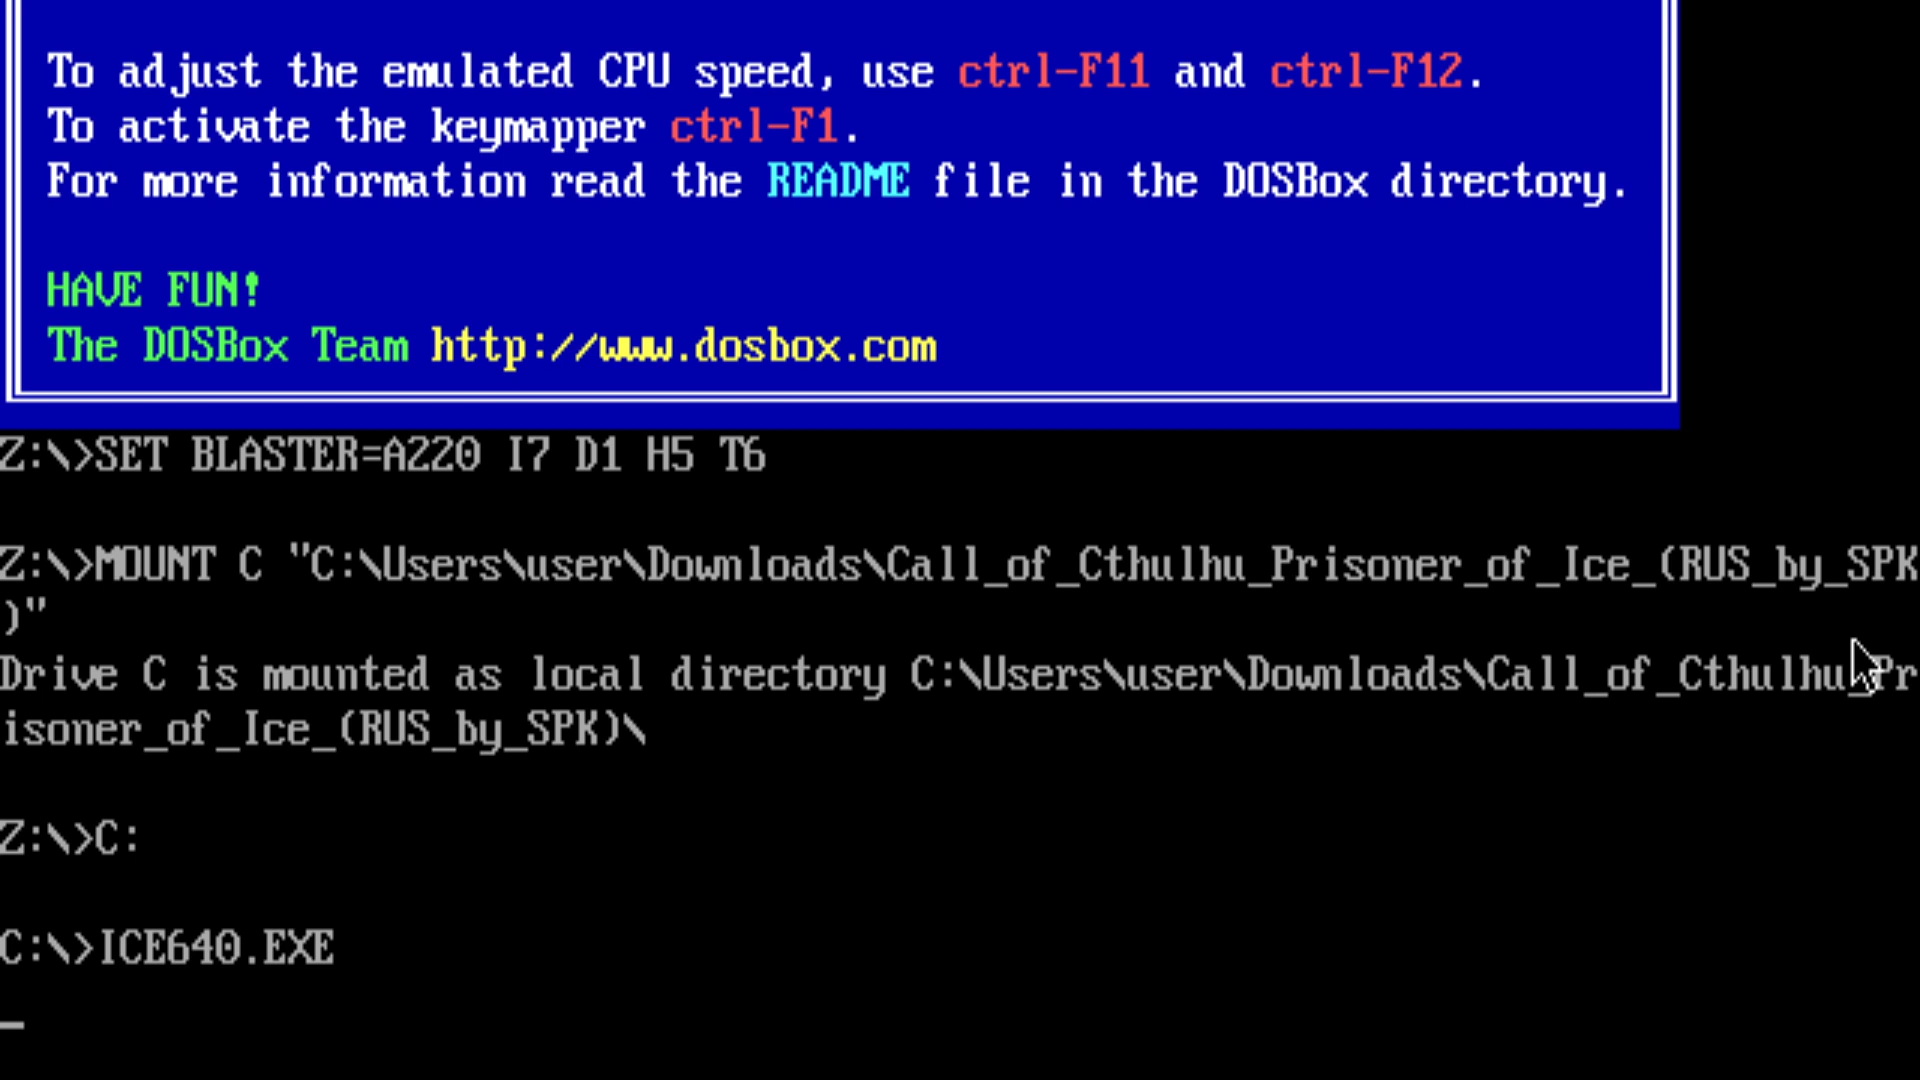 To adjust the emulated CPU speed, use ctrl-F11 and ctrl-F12.
To activate the keymapper ctrl-F1.
For more information read the README file in the DOSBox directory.
HAVE FUN!
The DOSBox Team http://www.dosbox.com
Z:\>SET BLASTER=A220 I7 D1 H5 T6
Z:\>MOUNT C "C:\Users\user\Downloads\Call_of_Cthulhu_Prisoner_of_Ice_(RUS_by_SPK
)"
Drive C is mounted as local directory C:\Users\user\Downloads\Call_of_Cthulhu_Pr
isoner_of_Ice_(RUS_by_SPK)\
Z:\>C:
C:\>ICE640.EXE